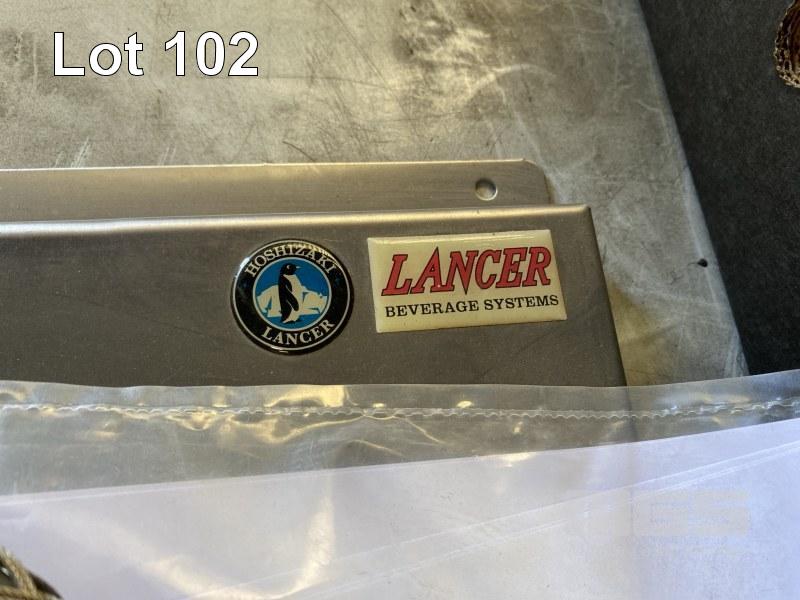 Lot 102
HOSHIZAKI
LANCER
LANCER
BEVERAGE SYSTEMS